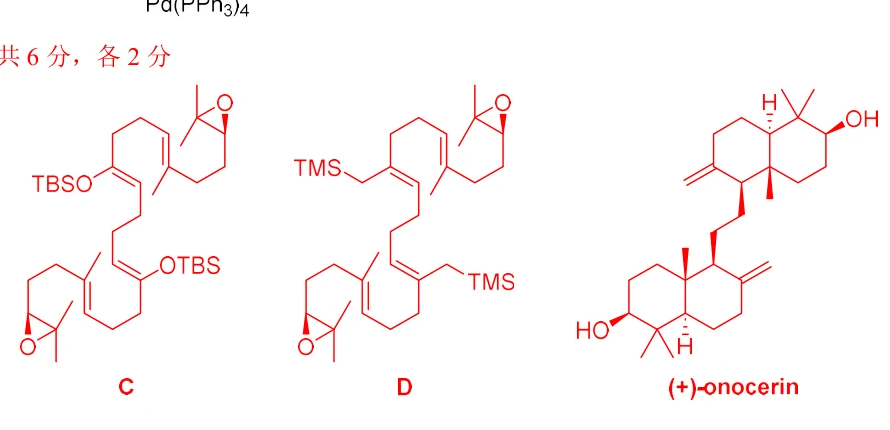 Pd(PPh3)4
共 6 分，各 2 分
O
H
OH
O
TMS
TBSO
OTBS
TMS
O
O
HO
H
C
D
(+)-onocerin